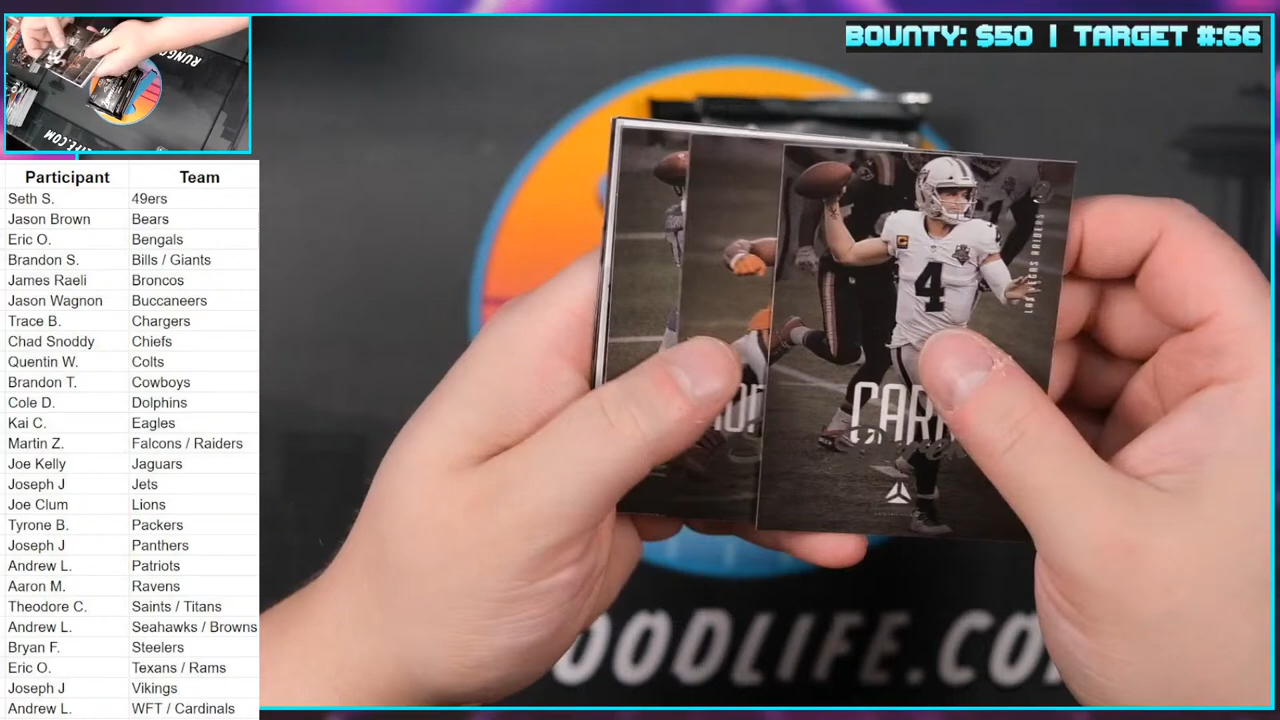 BOUNTY: $50 | TARGET #:66
Participant Team
Seth S. 49ers
Jason Brown Bears
Eric O. Bengals
Brandon S. Bills / Giants
James Raeli Broncos
Jason Wagnon Buccaneers
Trace B. Chargers
Chad Snoddy Chiefs
Quentin W. Colts
Brandon T. Cowboys
Cole D. Dolphins
Kai C. Eagles
Martin Z. Falcons / Raiders
Joe Kelly Jaguars
Joseph J Jets
Joe Clum Lions
Tyrone B. Packers
Joseph J Panthers
Andrew L. Patriots
Aaron M. Ravens
Theodore C. Saints / Titans
Andrew L. Seahawks / Browns
Bryan F. Steelers
Eric O. Texans / Rams
Joseph J Vikings
Andrew L. WFT / Cardinals
LAS VEGAS RAIDERS
4
CAR
OODLIFE.CO
RUNGO
LIFE.COM